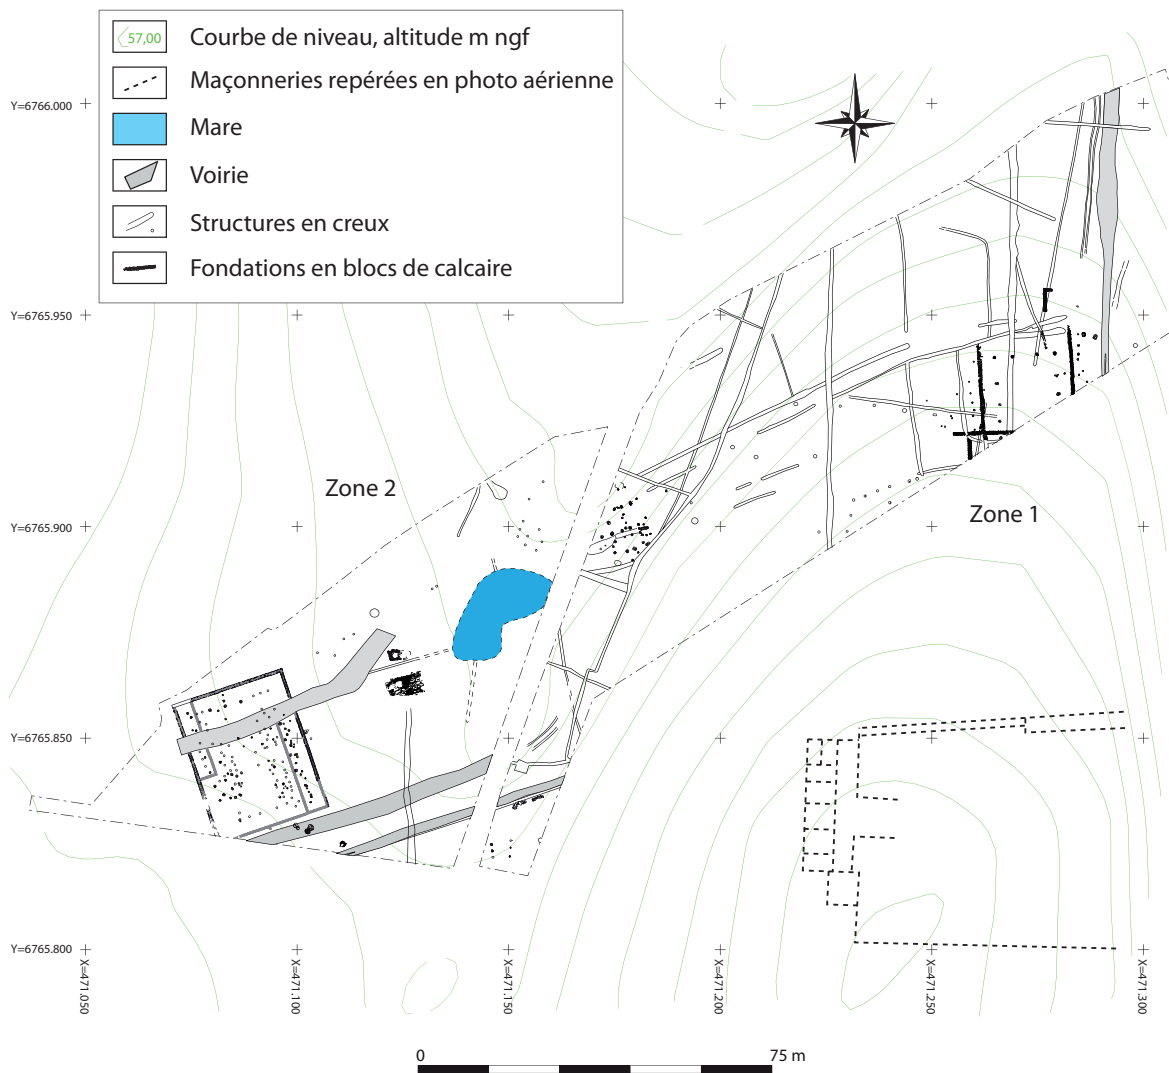 57,00
Courbe de niveau, altitude m ngf
Maçonneries repérées en photo aérienne
Mare
Voirie
Structures en creux
Fondations en blocs de calcaire
Y=6766.000
Y=6765.950
Zone 2
Y=6765.900
Zone 1
Y=6765.850
Y=6765.800
X=471.050
X=471.100
X=471.150
X=471.200
X=471.250
X=471.300
0
75 m